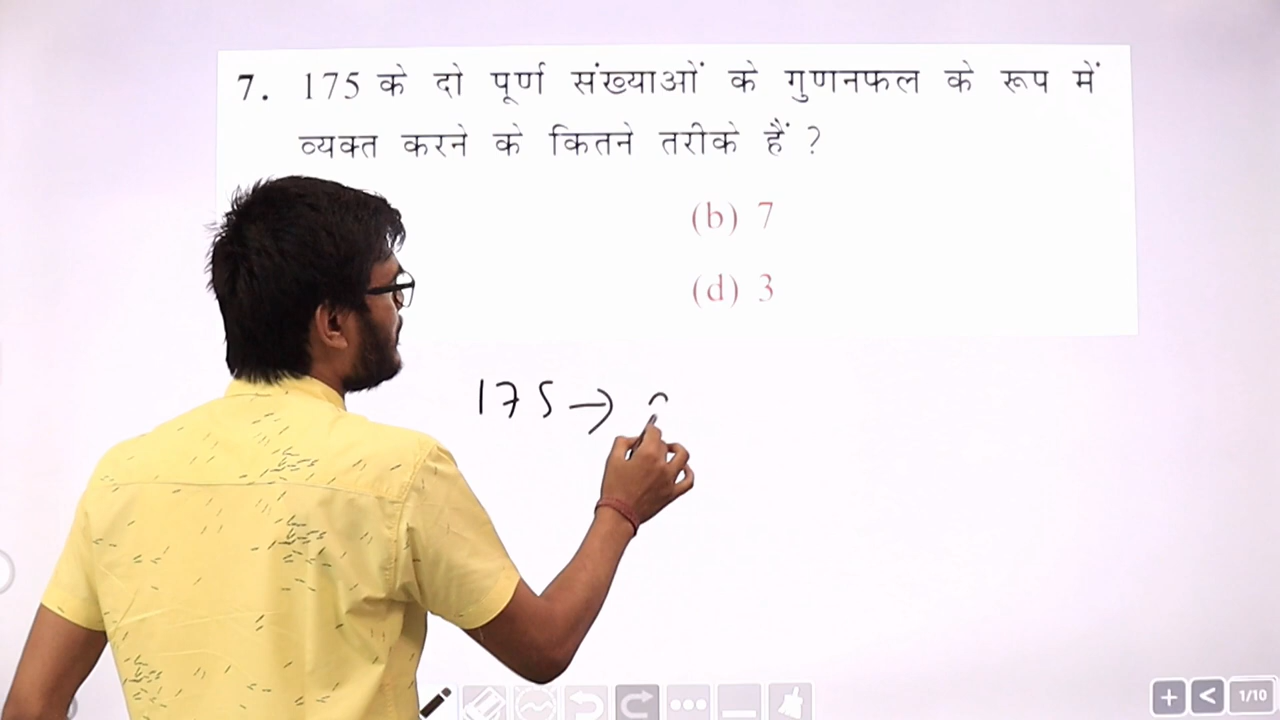 7. 175 के दो पूर्ण संख्याओं के गुणनफल के रूप में
व्यक्त करने के कितने तरीके हैं ?
(b) 7
(d) 3
175 →
1/10